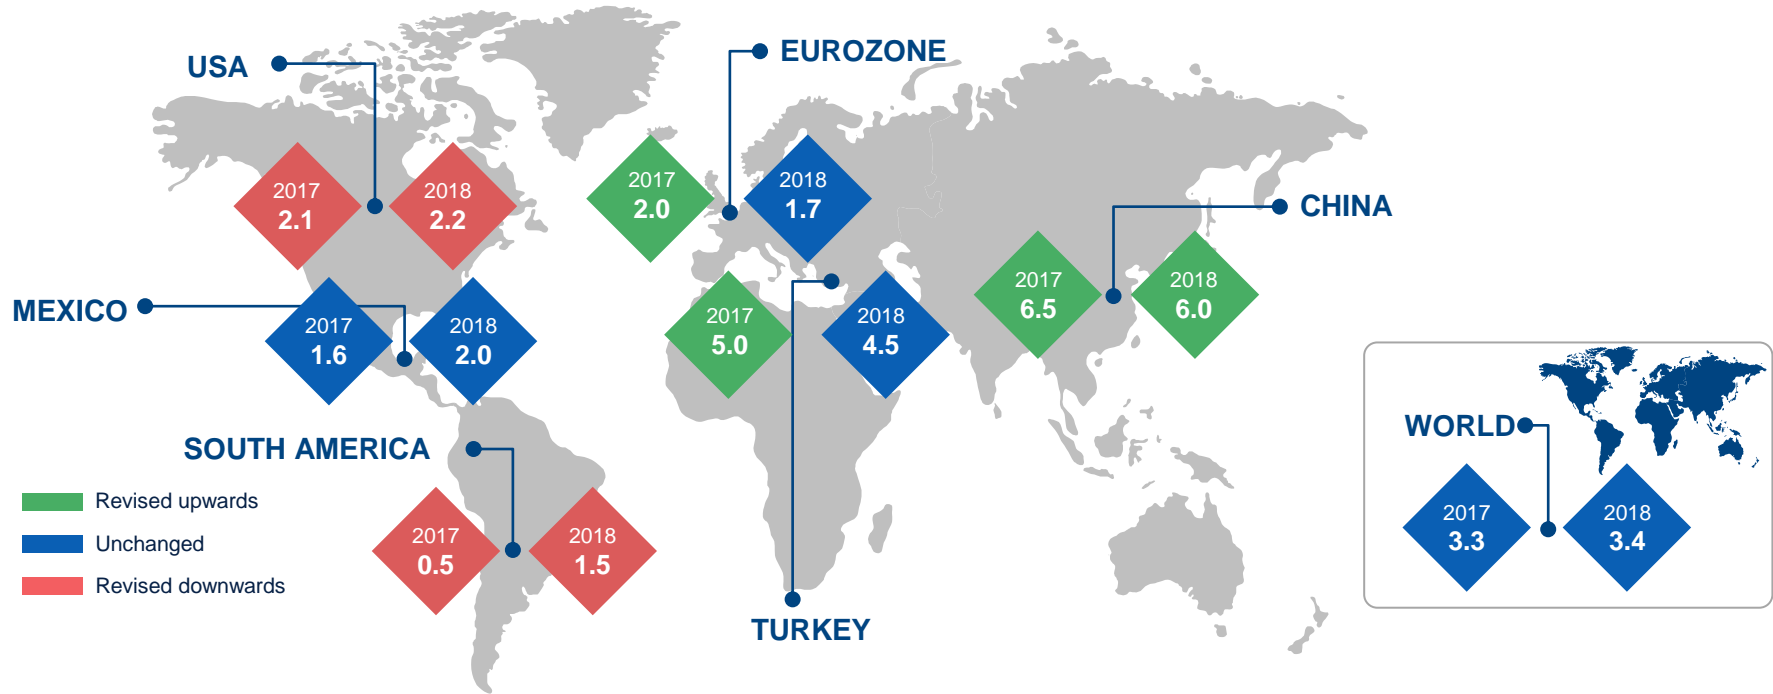 USA
2017
2.1
2018
2.2
MEXICO
2017
1.6
2018
2.0
SOUTH AMERICA
2017
0.5
2018
1.5
EUROZONE
2017
2.0
2018
1.7
TURKEY
2017
5.0
2018
4.5
CHINA
2017
6.5
2018
6.0
WORLD
2017
3.3
2018
3.4
Revised upwards
Unchanged
Revised downwards